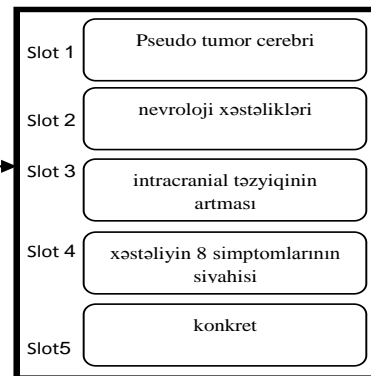 Slot 1
Pseudo tumor cerebri
Slot 2
nevroloji xəstəlikləri
Slot 3
intracranial təzyiqinin
artması
Slot 4
xəstəliyin 8 simptomlarının
siyahisi
Slot5
konkret